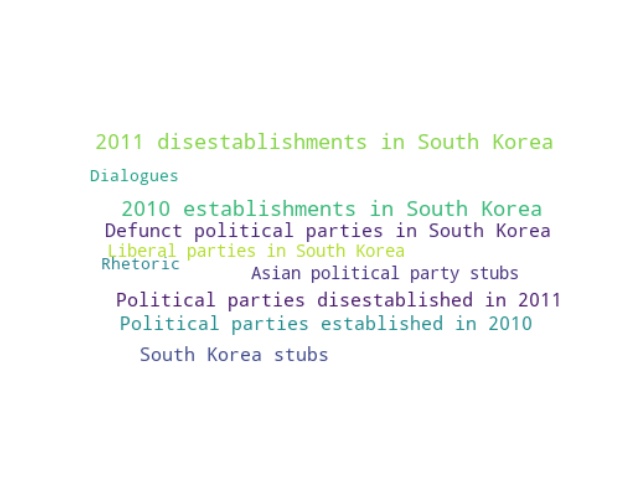 2011 disestablishments in South Korea
Dialogues
2010 establishments in South Korea
Defunct political parties in South Korea
Liberal parties in South Korea
Rhetoric
Asian political party stubs
Political parties disestablished in 2011
Political parties established in 2010
South Korea stubs